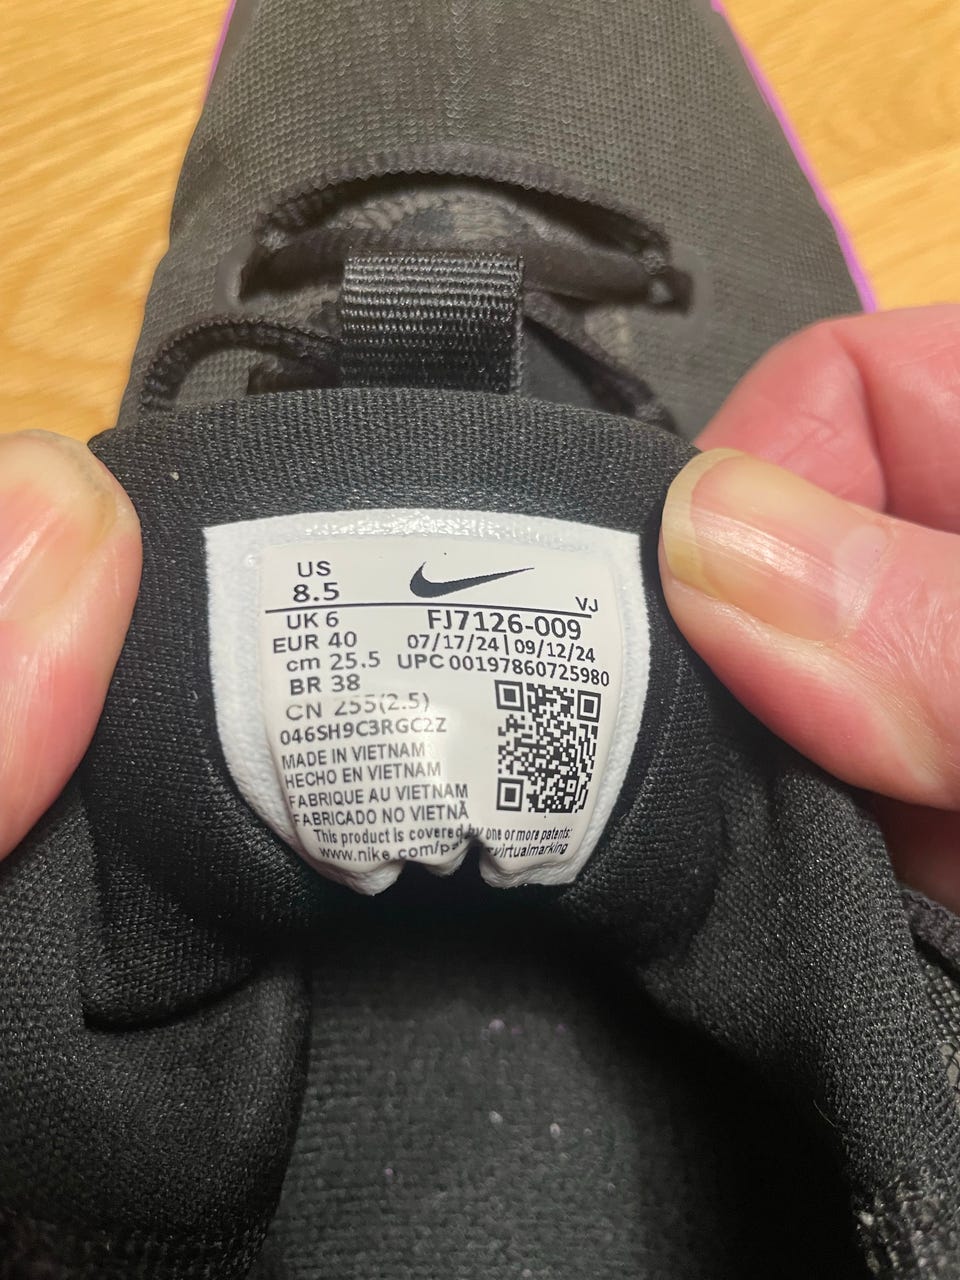 US
8.5
VJ
UK 6
EUR 40
cm 25.5
BR 38
CN 255(2.5)
046SH9C3RGC2Z
FJ7126-009
07/17/24|09/12/24
UPC 00197860725980
MADE IN VIETNAM
HECHO EN VIETNAM
FABRIQUE AU VIETNAM
FABRICADO NO VIETNÃ
This product is covered by one or more patents:
www.nike.com/pa virtualmarking